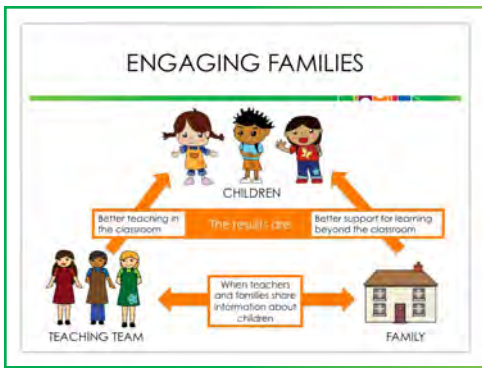 ENGAGING FAMILIES
CHILDREN
Better teaching in
the classroom
The results are:
Better support for learning
beyond the classroom
When teachers
and families share
information about
children
TEACHING TEAM
FAMILY